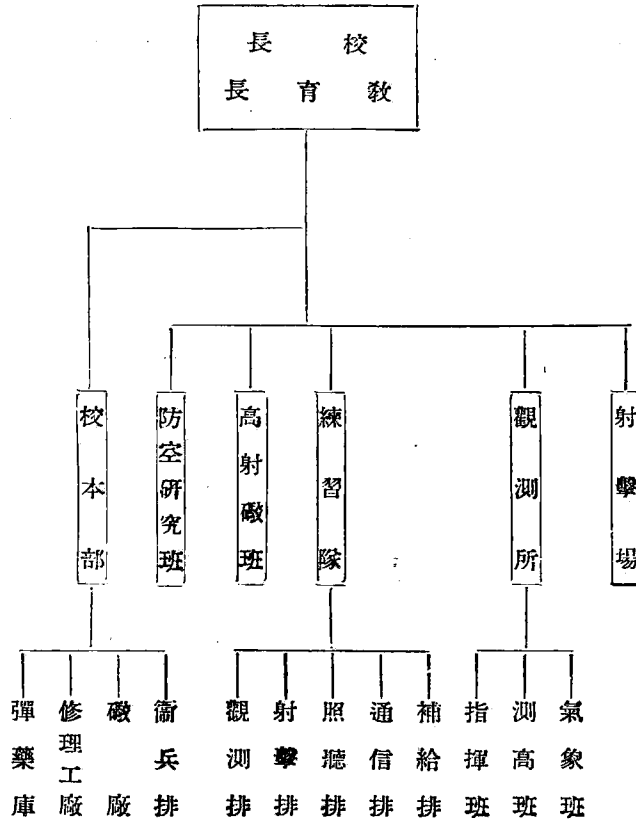 校長
敎育長
射擊場
觀測所
練習隊
高射礮班
防空硏究班
校本部
氣象班
測高班
指揮班
補給排
通信排
照聽排
射擊排
觀測排
衞兵排
礮廠
修理工廠
彈藥庫